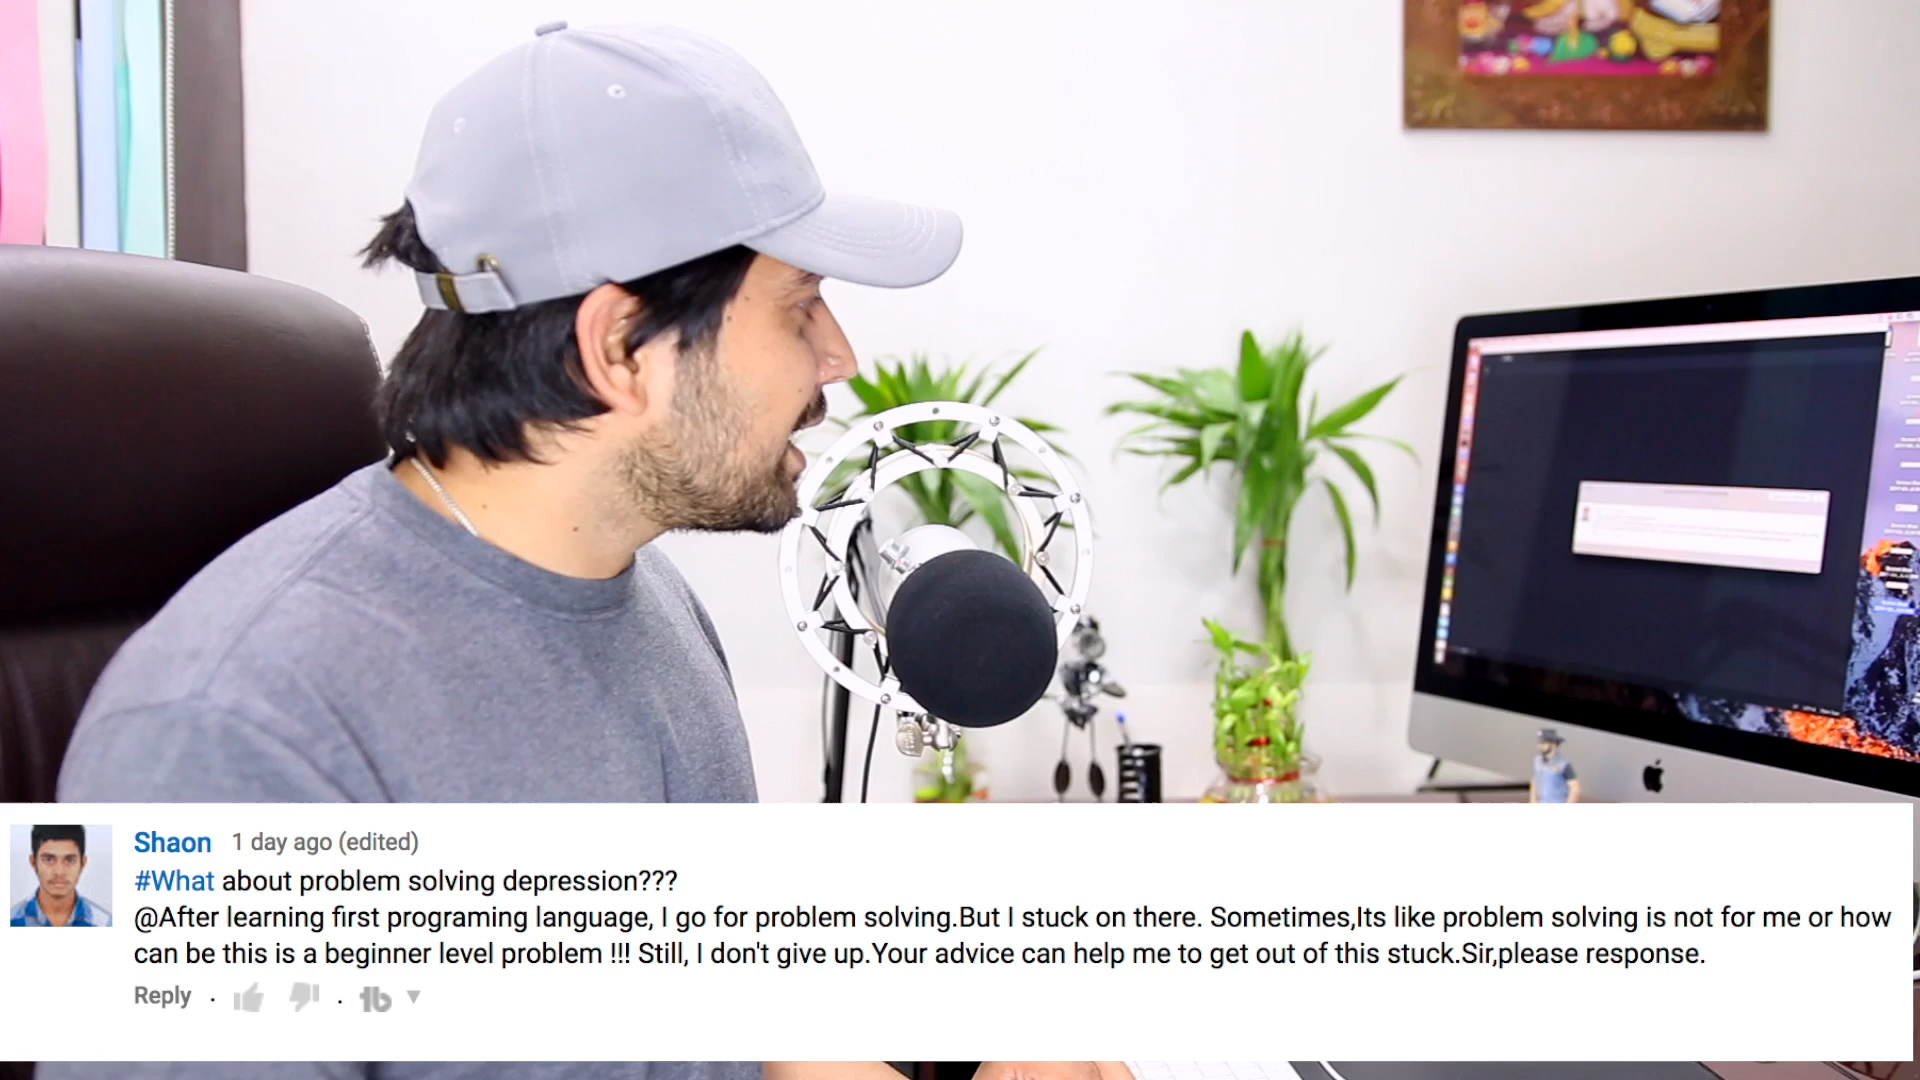 Shaon 1 day ago (edited)
#What about problem solving depression???
@After learning first programing language, I go for problem solving.But I stuck on there. Sometimes,Its like problem solving is not for me or how
can be this is a beginner level problem !!! Still, I don't give up.Your advice can help me to get out of this stuck.Sir,please response.
Reply